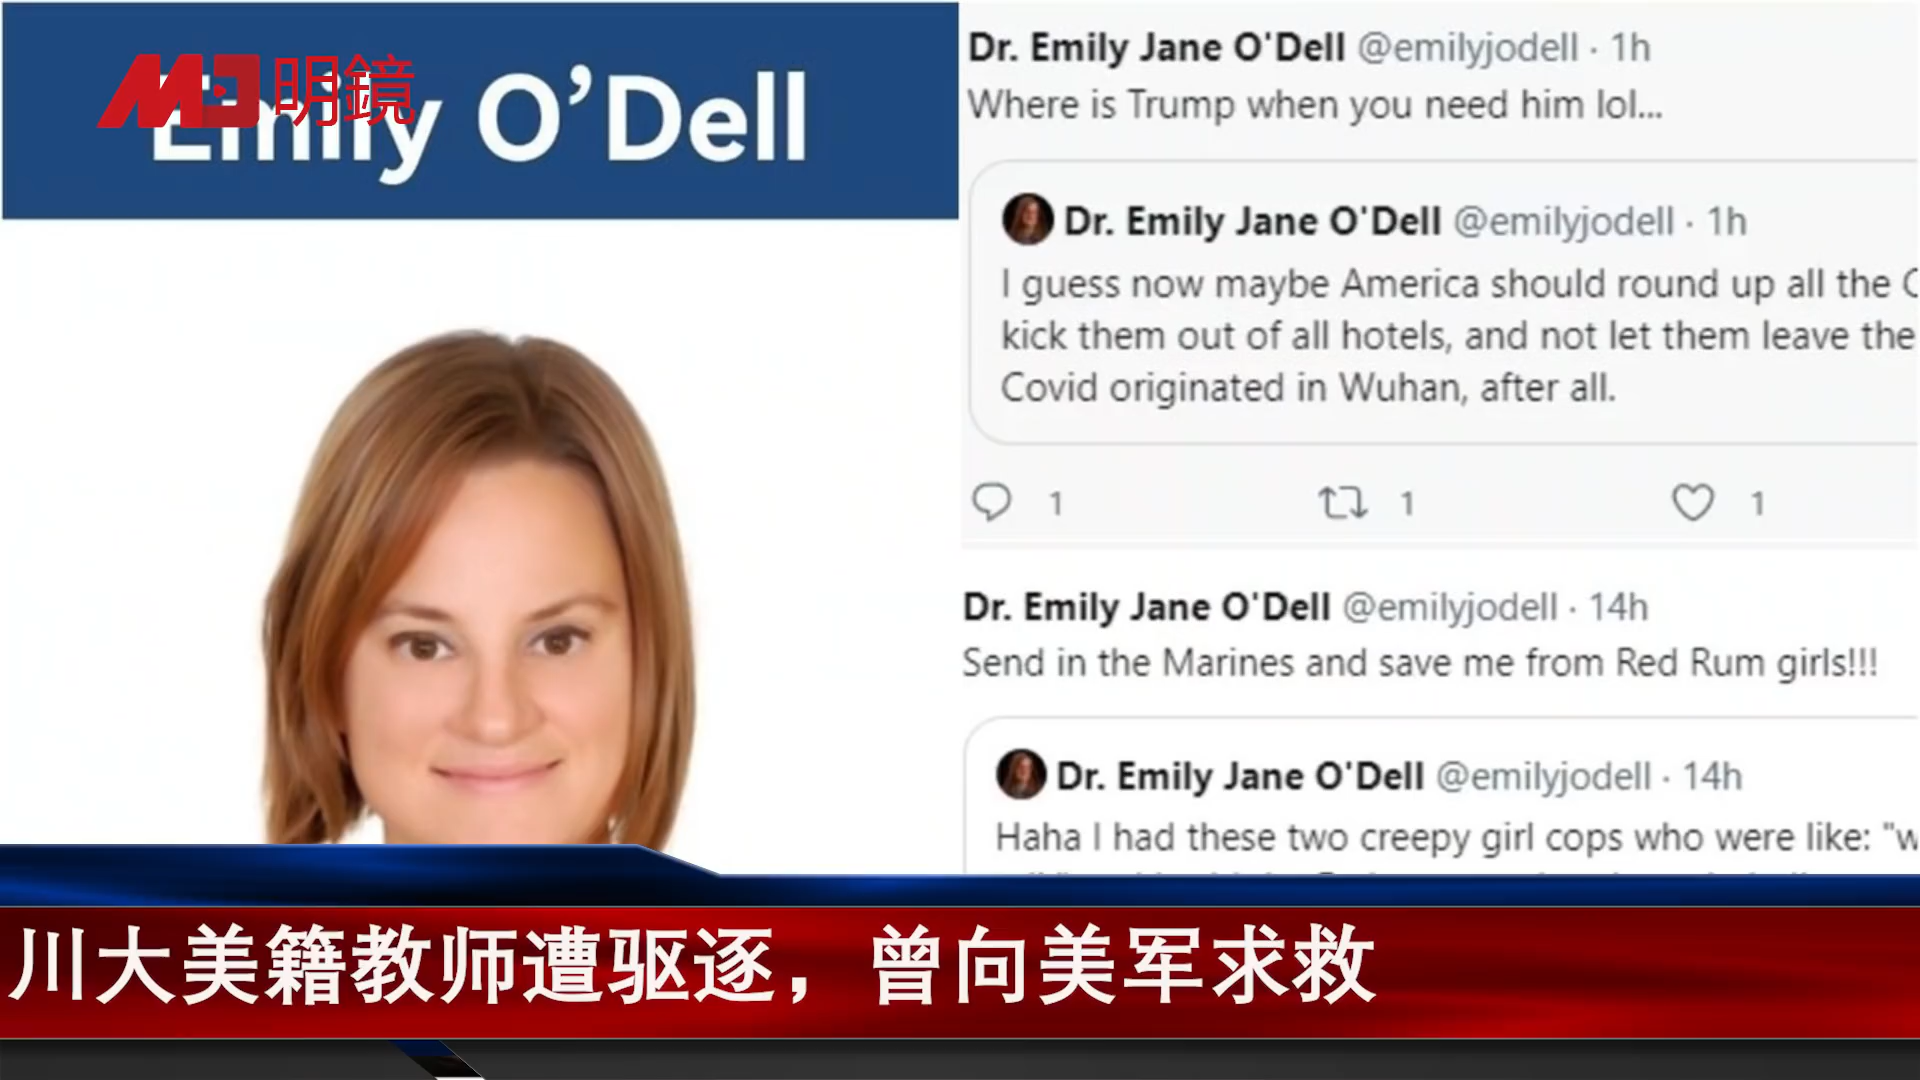 明鏡
Emily O’Dell
Dr. Emily Jane O'Dell @emilyjodell · 1h
Where is Trump when you need him lol...
Dr. Emily Jane O'Dell @emilyjodell · 1h
I guess now maybe America should round up all the
kick them out of all hotels, and not let them leave the
Covid originated in Wuhan, after all.
1 1 1
Dr. Emily Jane O'Dell @emilyjodell · 14h
Send in the Marines and save me from Red Rum girls!!!
Dr. Emily Jane O'Dell @emilyjodell · 14h
Haha I had these two creepy girl cops who were like: "w
川大美籍教师遭驱逐，曾向美军求救